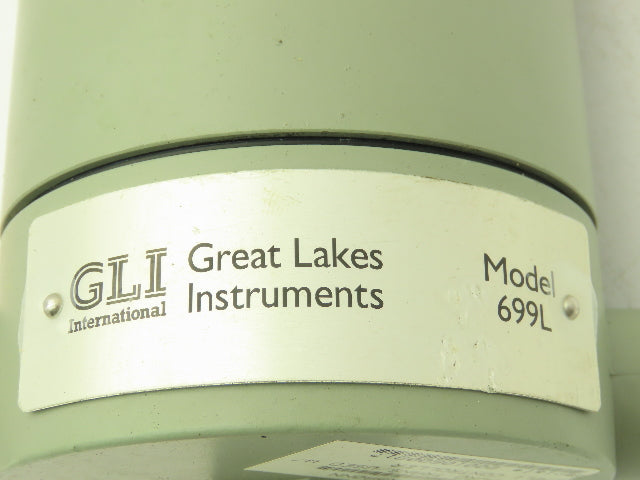 GLI
International
Great Lakes
Instruments
Model
699L